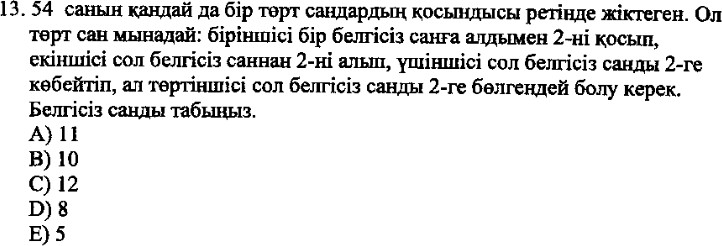 13. 54 санын қандай да бір төрт сандардың қосындысы ретінде жіктеген. Ол
төрт сан мынадай: біріншісі бір белгісіз санға алдымен 2-ні қосып,
екіншісі сол белгісіз саннан 2-ні алып, үшіншісі сол белгісіз санды 2-ге
көбейтіп, ал төртіншісі сол белгісіз санды 2-ге бөлгендей болу керек.
Белгісіз санды табыңыз.
A) 11
B) 10
C) 12
D) 8
E) 5